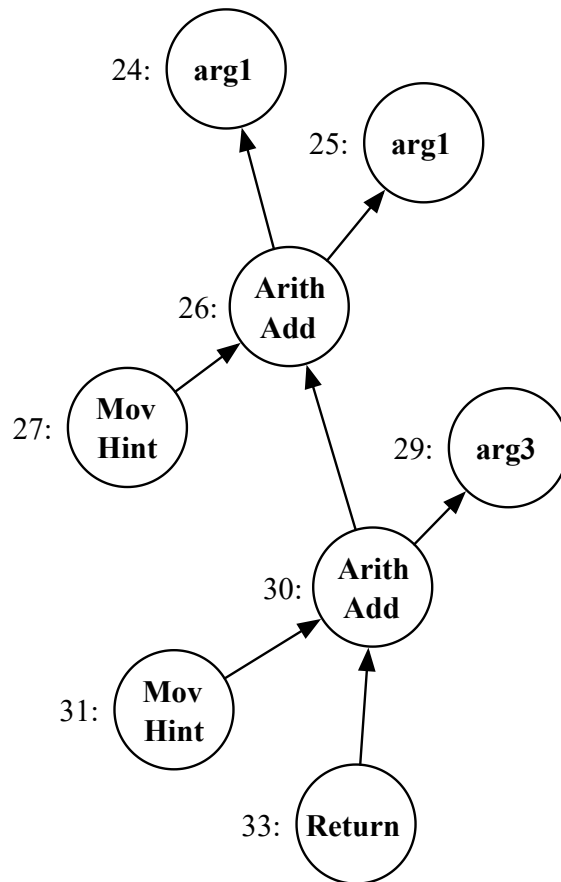 24:
arg1
25:
arg1
26:
Arith
Add
27:
Mov
Hint
29:
arg3
30:
Arith
Add
31:
Mov
Hint
33:
Return